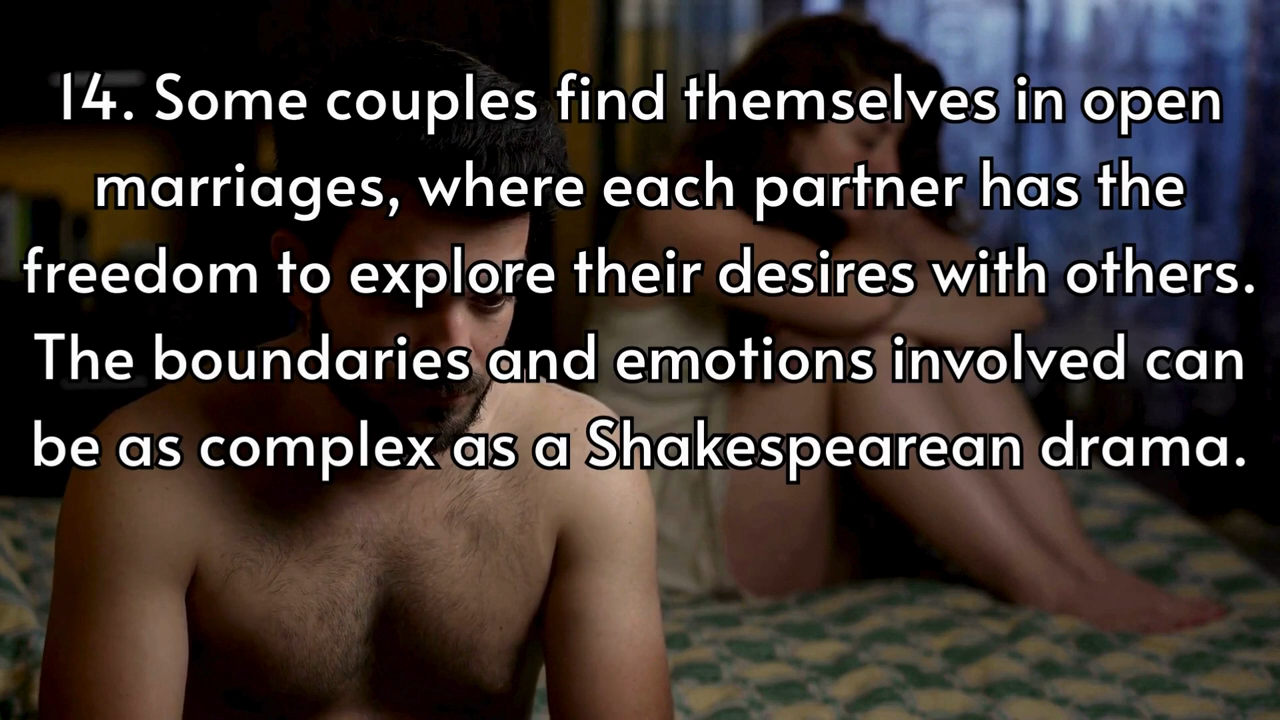 14. Some couples find themselves in open
marriages, where each partner has the
freedom to explore their desires with others.
The boundaries and emotions involved can
be as complex as a Shakespearean drama.